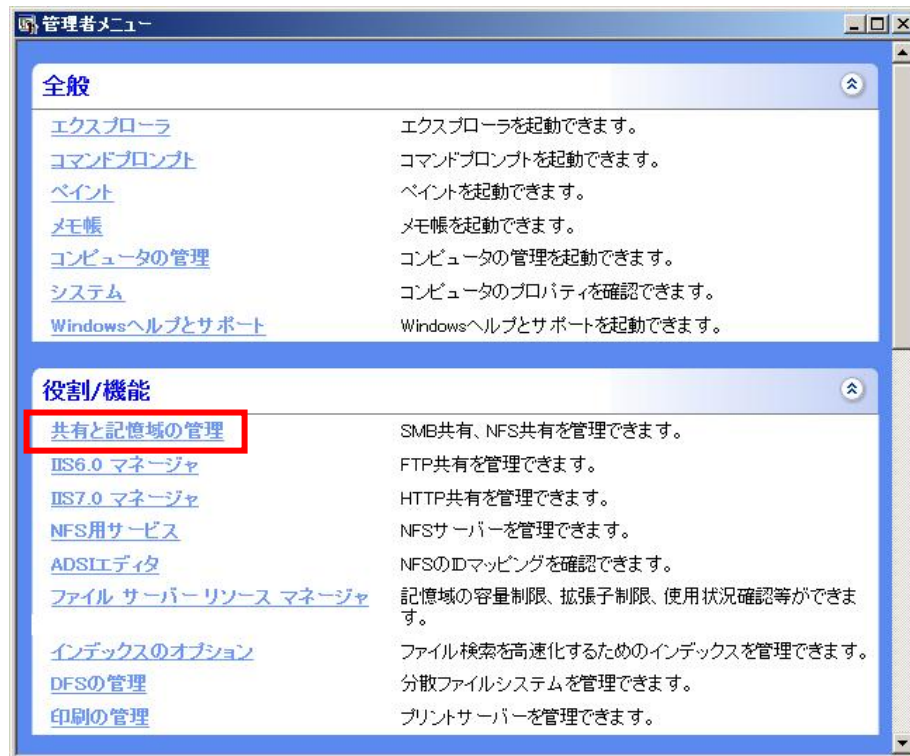 管理者メニュー
全般
エクスプローラ エクスプローラを起動できます。
コマンドプロンプト コマンドプロンプトを起動できます。
ペイント ペイントを起動できます。
メモ帳 メモ帳を起動できます。
コンピュータの管理 コンピュータの管理を起動できます。
システム コンピュータのプロパティを確認できます。
Windowsヘルプとサポート Windowsヘルプとサポートを起動できます。
役割/機能
共有と記憶域の管理 SMB共有、NFS共有を管理できます。
IIS6.0 マネージャ FTP共有を管理できます。
IIS7.0 マネージャ HTTP共有を管理できます。
NFS用サービス NFSサーバーを管理できます。
ADSIエディタ NFSのIDマッピングを確認できます。
ファイル サーバー リソース マネージャ 記憶域の容量制限、拡張子制限、使用状況確認等ができま
す。
インデックスのオプション ファイル検索を高速化するためのインデックスを管理できます。
DFSの管理 分散ファイルシステムを管理できます。
印刷の管理 プリントサーバーを管理できます。